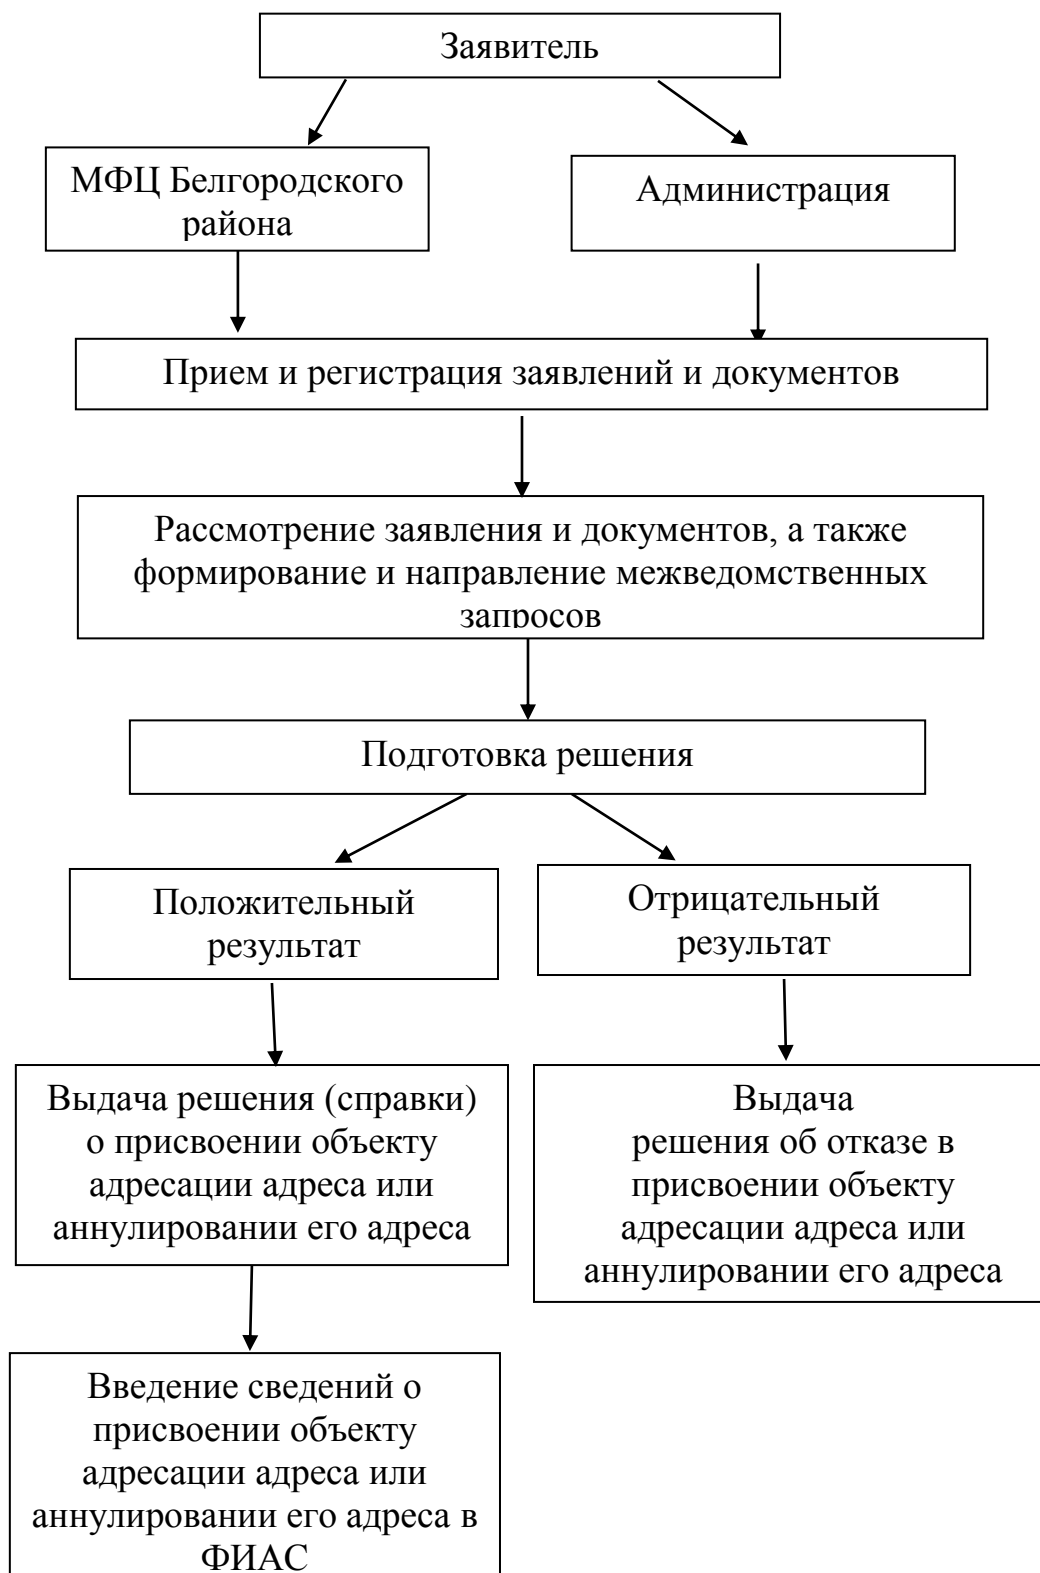 Заявитель
МФЦ Белгородского
района
Администрация
Прием и регистрация заявлений и документов
Рассмотрение заявления и документов, а также
формирование и направление межведомственных
запросов
Подготовка решения
Положительный
результат
Отрицательный
результат
Выдача решения (справки)
о присвоении объекту
адресации адреса или
аннулировании его адреса
Выдача
решения об отказе в
присвоении объекту
адресации адреса или
аннулировании его адреса
Введение сведений о
присвоении объекту
адресации адреса или
аннулировании его адреса в
ФИАС